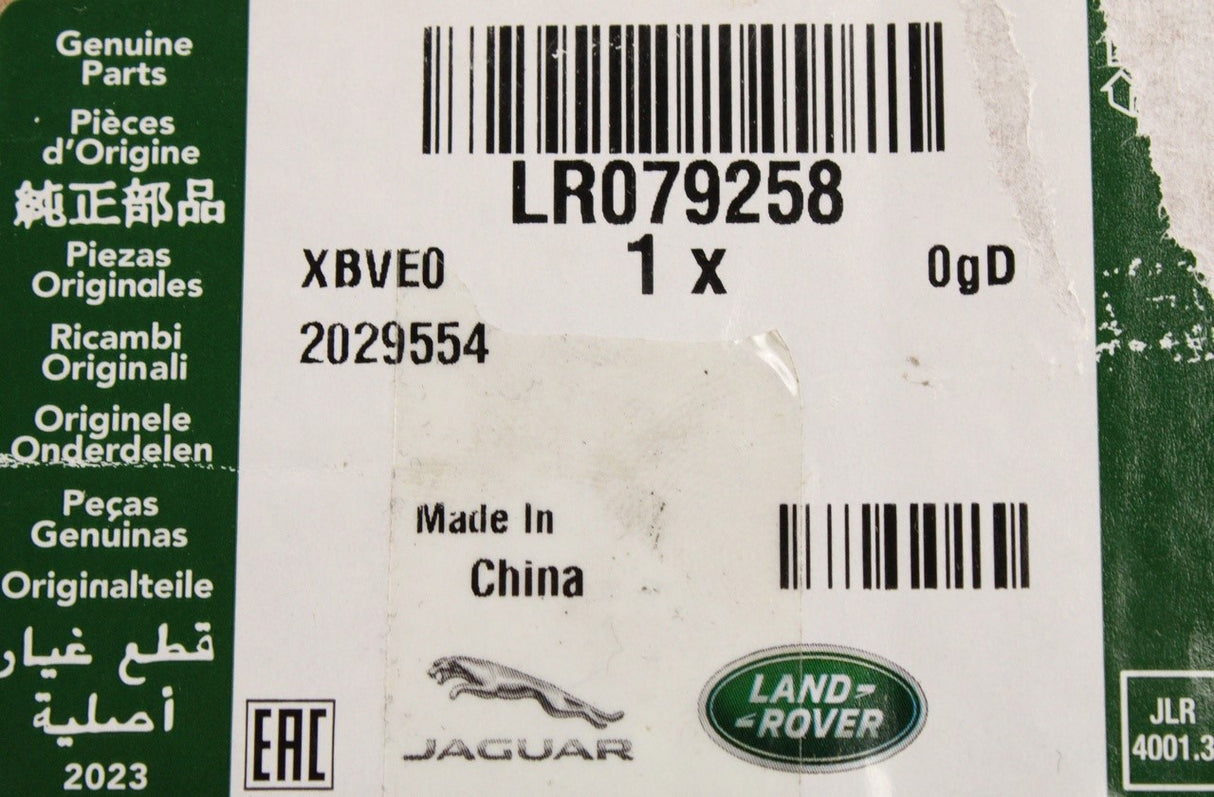 Genuine
Parts
Pièces
d'Origine
純正部品
Piezas
Originales
Ricambi
Originali
Originele
Onderdelen
Peças
Genuinas
Originalteile
قطع غيار
أصلية
2023
LR079258
XBVE0 1 x 0gD
2029554
Made In
China
EAC
JAGUAR
LAND
ROVER
JLR
4001.3